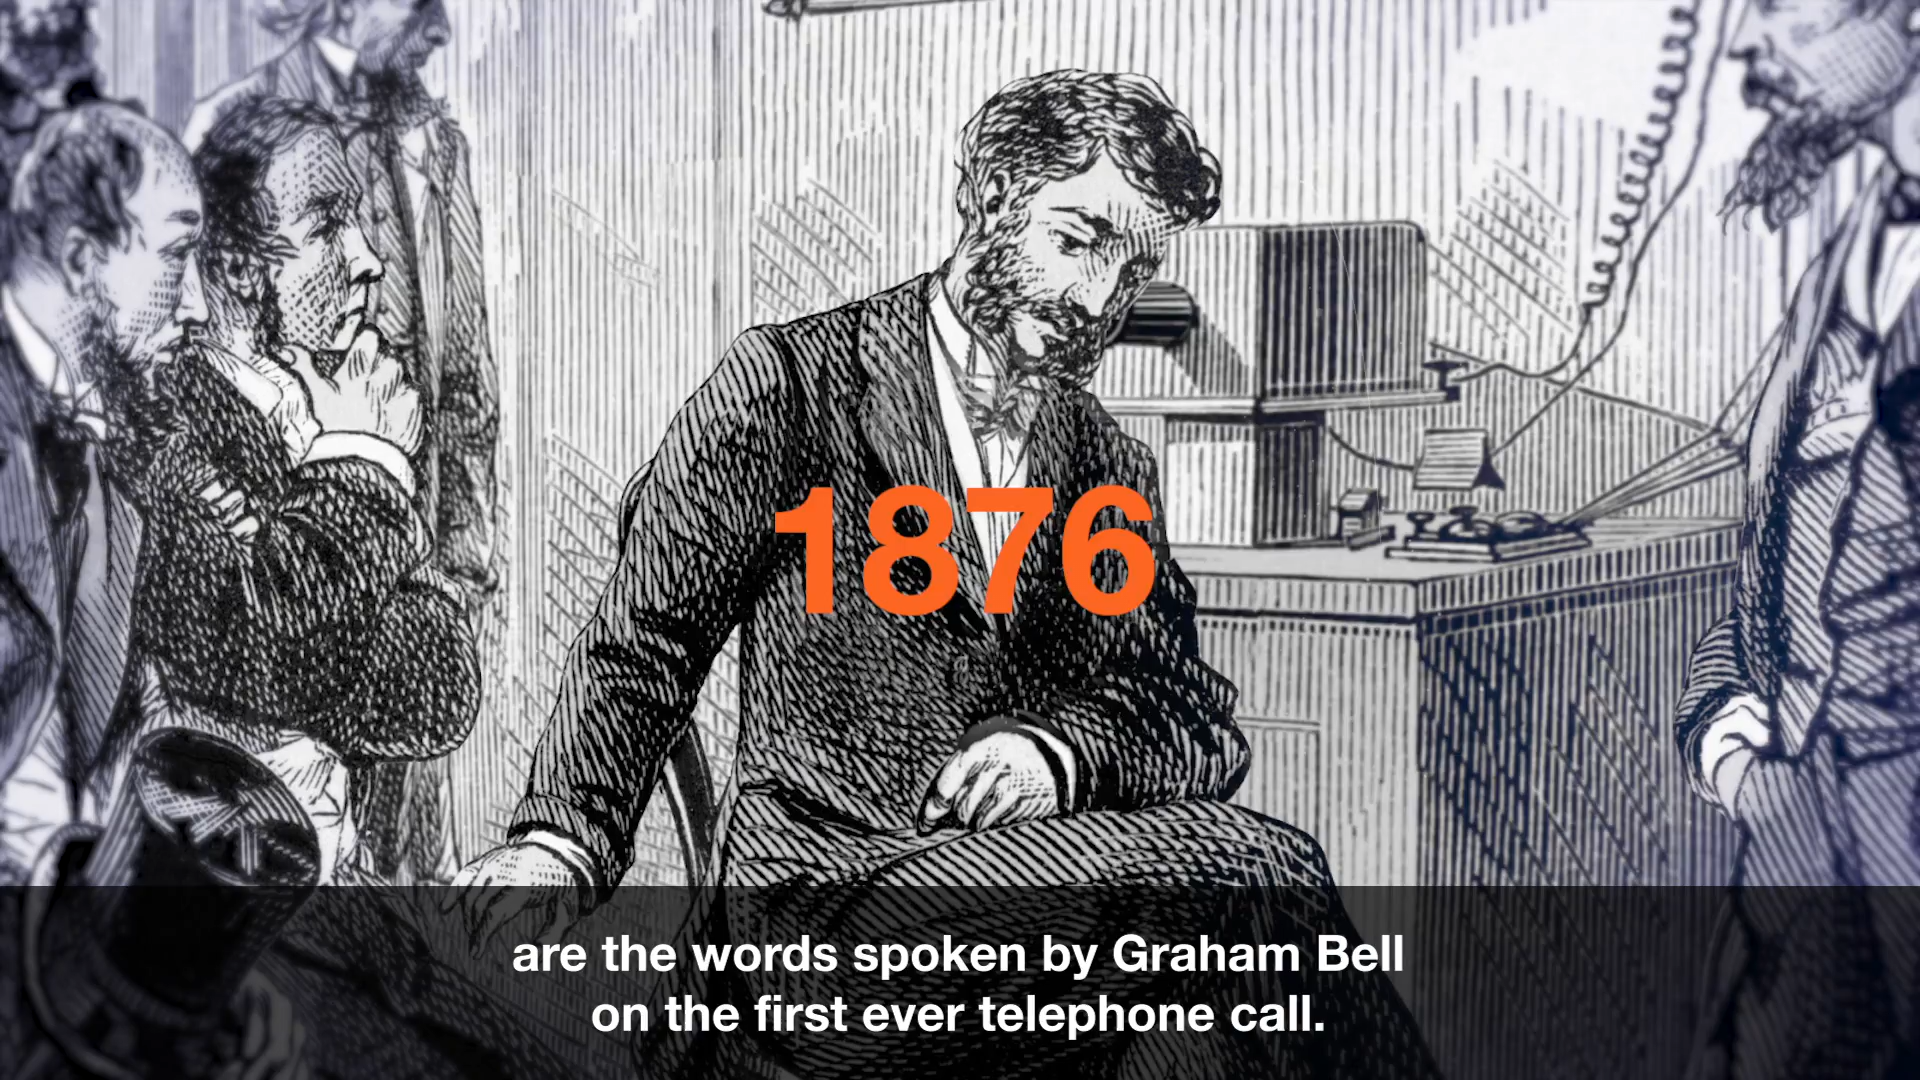 1876
a
are the words spoken by Graham Bell
on the first ever telephone call.